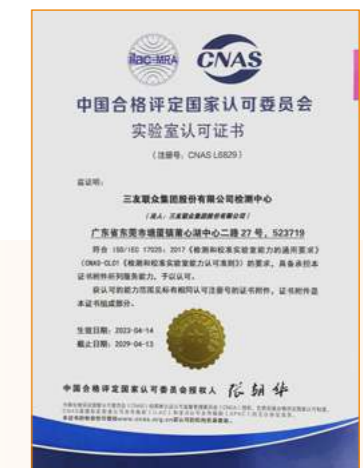 ilac-MRA
CNAS
中国合格评定国家认可委员会
实验室认可证书
(注册号：CNAS L6829)
兹证明：
三友联众集团股份有限公司检测中心
(法人：三友联众集团股份有限公司)
广东省东莞市塘厦镇莆心湖中心二路 27 号，523719
符合 ISO/IEC 17025：2017《检测和校准实验室能力的通用要求》
(CNAS-CL01《检测和校准实验室能力认可准则》) 的要求，具备承担本
证书附件所列服务能力，予以认可。
获认可的能力范围见标有相同认可注册号的证书附件，证书附件是
本证书组成部分。
生效日期：2023-04-14
截止日期：2029-04-13
中国合格评定国家认可委员会授权人